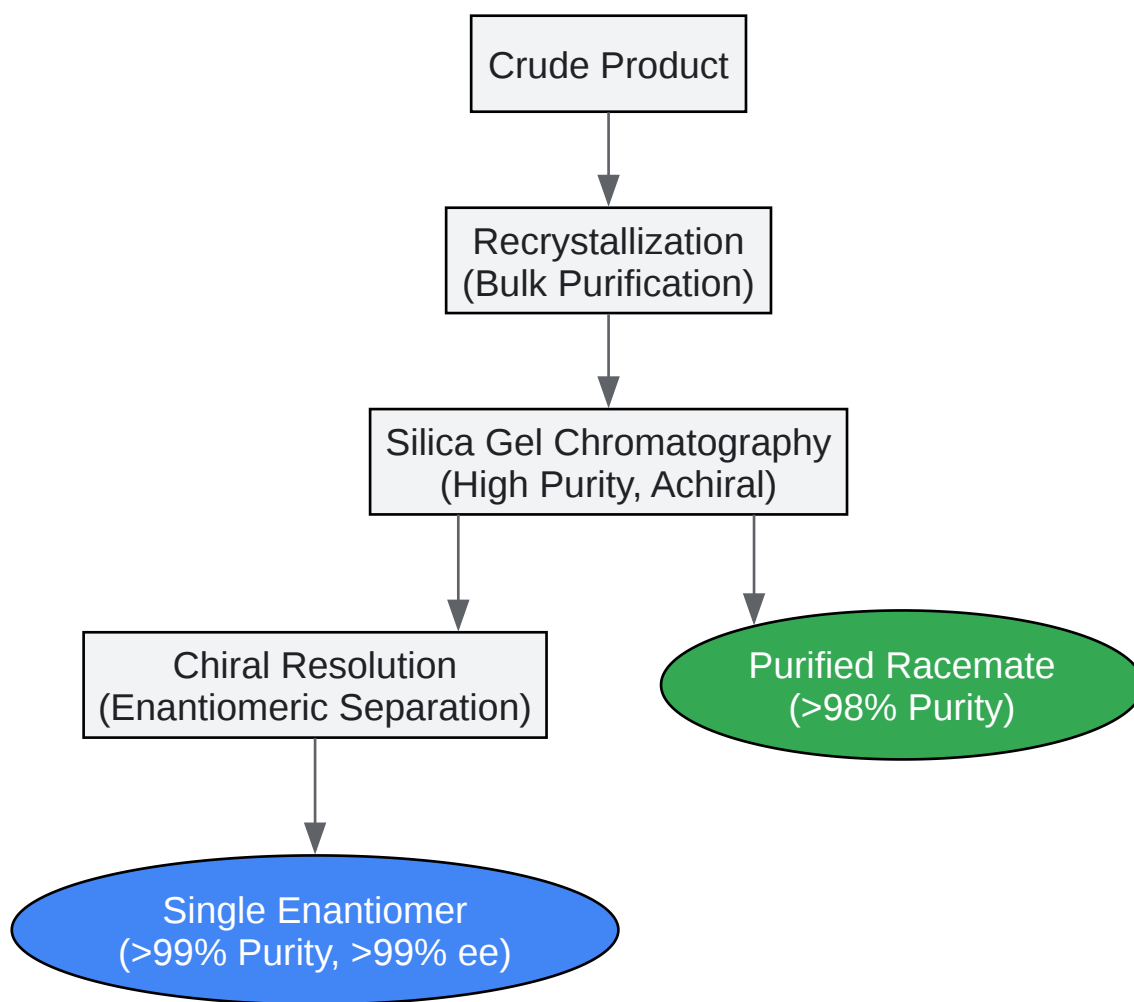 Crude Product
Recrystallization
(Bulk Purification)
Silica Gel Chromatography
(High Purity, Achiral)
Chiral Resolution
(Enantiomeric Separation)
Purified Racemate
(>98% Purity)
Single Enantiomer
(>99% Purity, >99% ee)